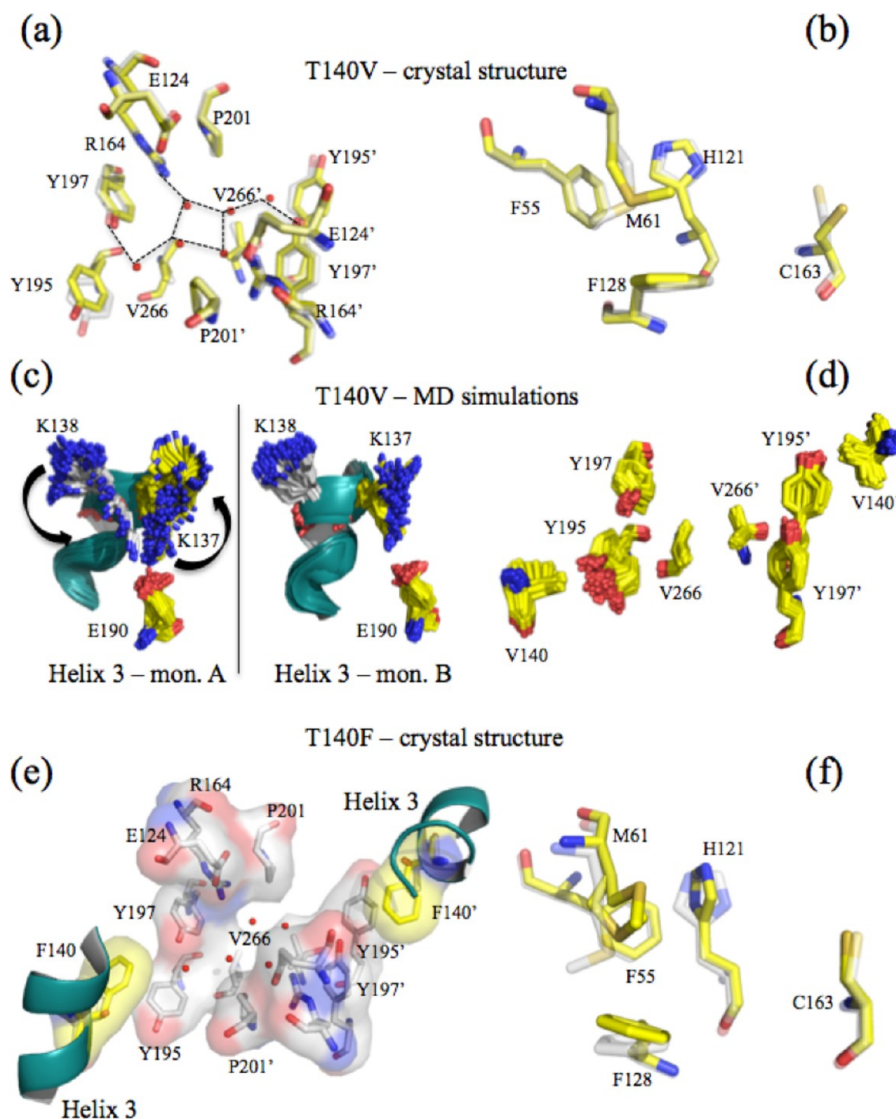 (a)
(b)
T140V – crystal structure
E124
P201
R164
Y197
V266'
Y195'
E124'
Y197'
Y195
V266
P201'
R164'
H121
F55
M61
F128
C163
(c)
(d)
T140V – MD simulations
K138
K137
E190
Helix 3 – mon. A
K138
K137
E190
Helix 3 – mon. B
Y197
Y195'
V266'
V140'
Y195
V266
Y197'
V140
T140F – crystal structure
(e)
(f)
R164
P201
Helix 3
E124
Y197
F140
V266
F140'
Y195'
Y197'
Y195
P201'
Helix 3
M61
H121
F55
C163
F128